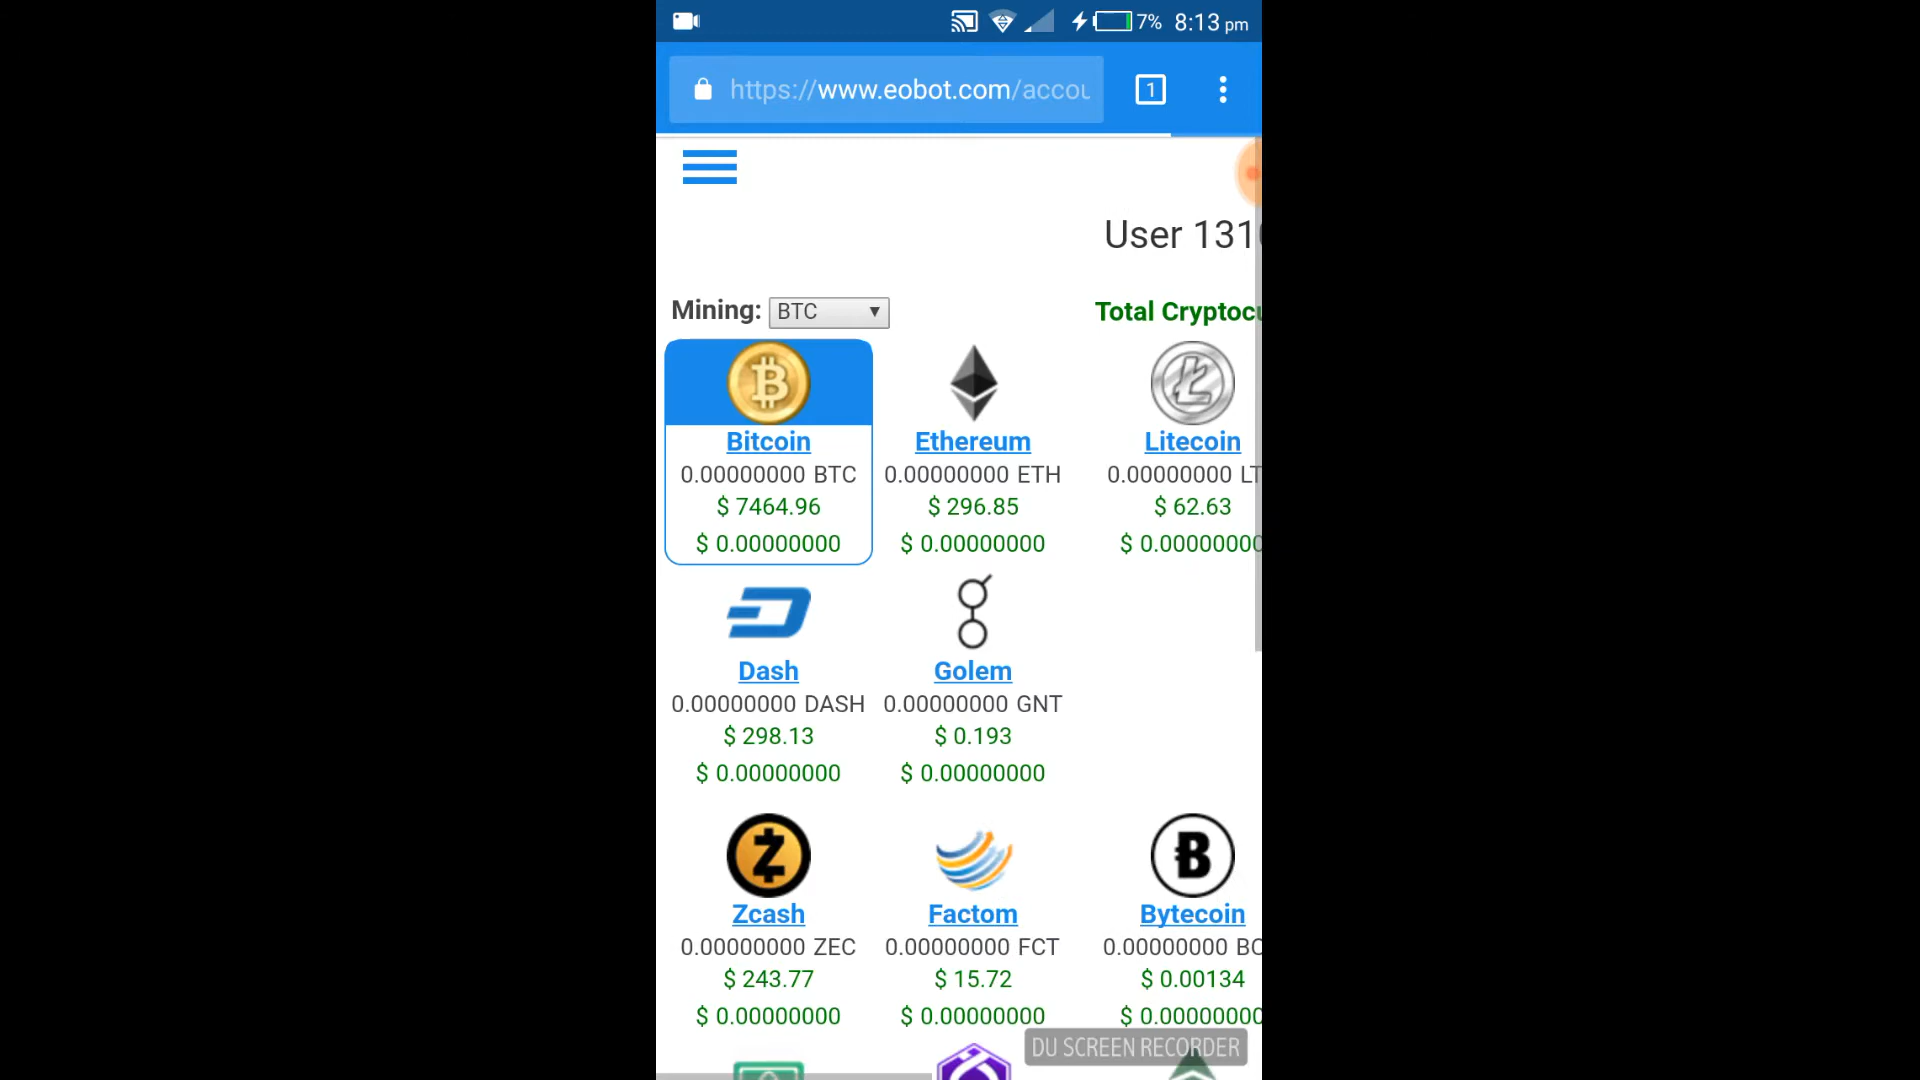 7% 8:13 pm
https://www.eobot.com/accou
1
User 131
Mining: BTC
Total Cryptocu
Bitcoin Ethereum Litecoin
0.00000000 BTC 0.00000000 ETH 0.00000000 LT
$ 7464.96 $ 296.85 $ 62.63
$ 0.00000000 $ 0.00000000 $ 0.00000000
Dash Golem
0.00000000 DASH 0.00000000 GNT
$ 298.13 $ 0.193
$ 0.00000000 $ 0.00000000
Zcash Factom Bytecoin
0.00000000 ZEC 0.00000000 FCT 0.00000000 BC
$ 243.77 $ 15.72 $ 0.00134
$ 0.00000000 $ 0.00000000 $ 0.00000000
DU SCREEN RECORDER